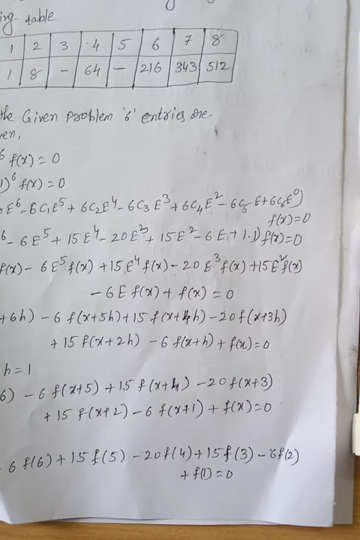 ing table
1 2 3 4 5 6 7 8
1 8 - 64 - 216 343 512
the Given problem '6' entries are
ven,
6 f(x) = 0
1)⁶ f(x) = 0
E⁶ - 6C₁E⁵ + 6C₂E⁴ - 6C₃E³ + 6C₄E² - 6C₅E + 6C₆E⁰)
f(x) = 0
6 - 6E⁵ + 15E⁴ - 20E³ + 15E² - 6E + 1.1) f(x) = 0
f(x) - 6E⁵f(x) + 15E⁴f(x) - 20E³f(x) + 15E²f(x)
- 6Ef(x) + f(x) = 0
+6h) - 6f(x+5h) + 15f(x+4h) - 20f(x+3h)
+ 15f(x+2h) - 6f(x+h) + f(x) = 0
h = 1
6) - 6f(x+5) + 15f(x+4) - 20f(x+3)
+ 15f(x+2) - 6f(x+1) + f(x) = 0
- 6f(6) + 15f(5) - 20f(4) + 15f(3) - 6f(2)
+ f(1) = 0